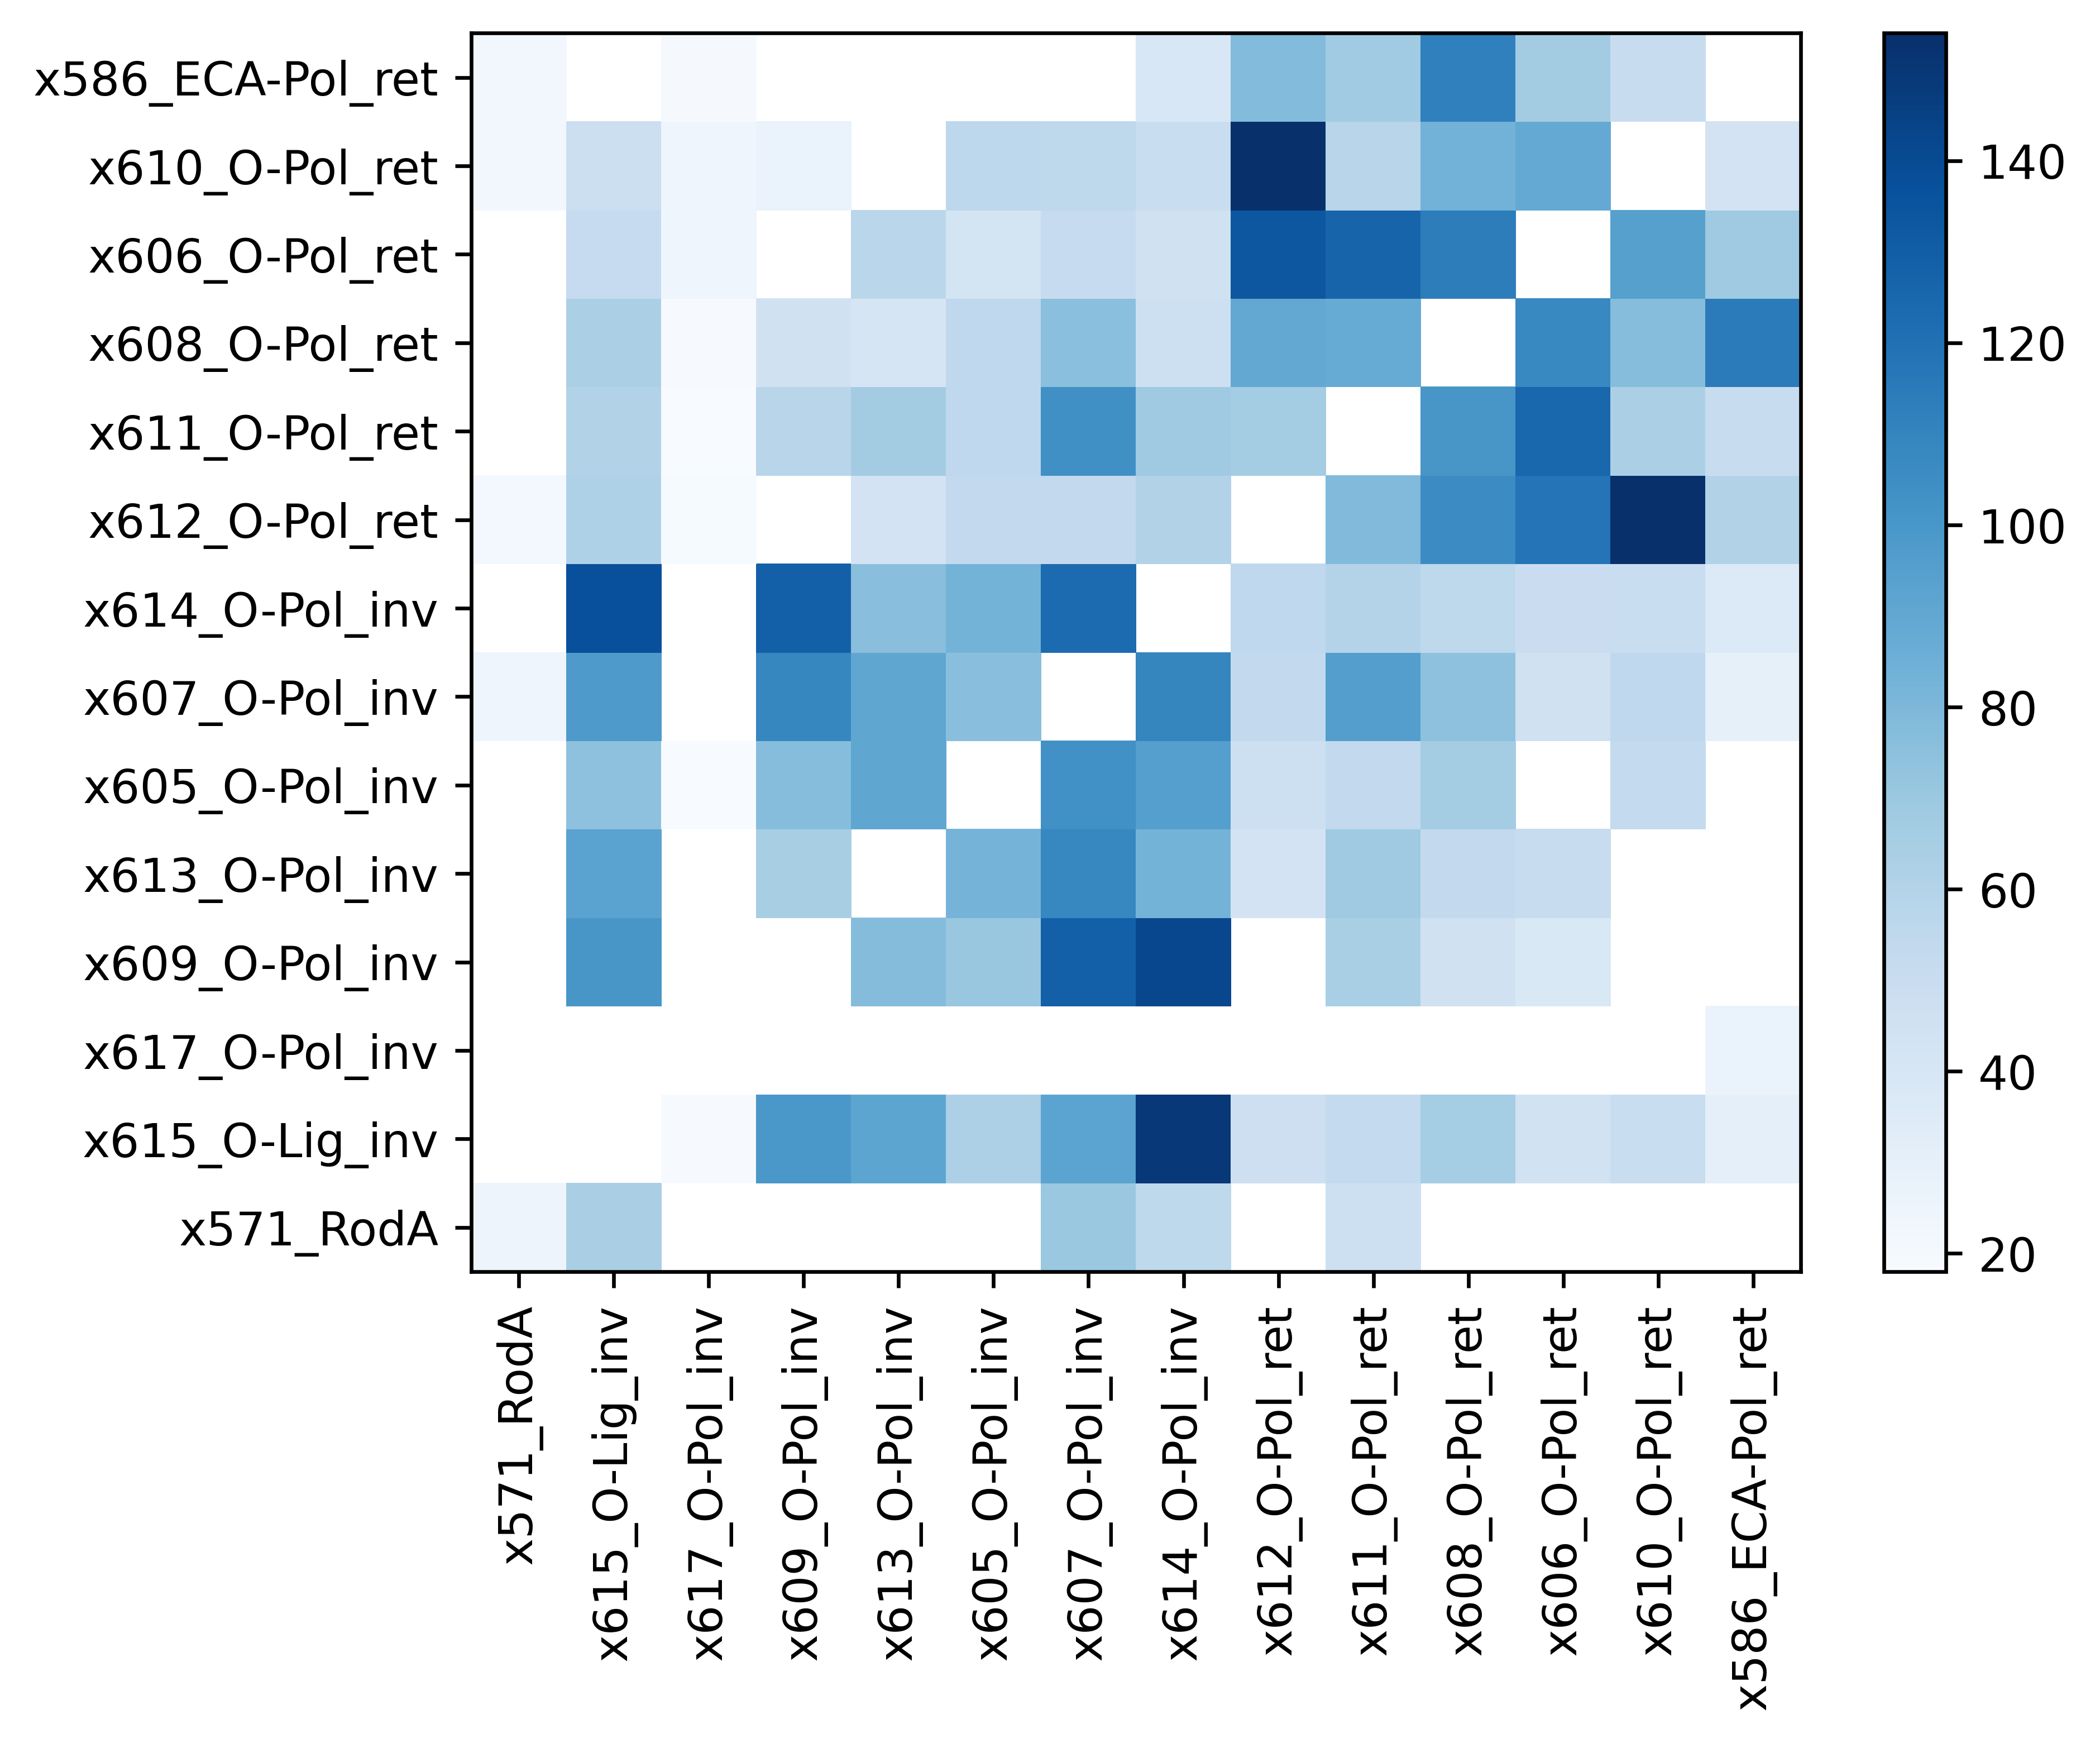 x586_ECA-Pol_ret
x610_O-Pol_ret
x606_O-Pol_ret
x608_O-Pol_ret
x611_O-Pol_ret
x612_O-Pol_ret
x614_O-Pol_inv
x607_O-Pol_inv
x605_O-Pol_inv
x613_O-Pol_inv
x609_O-Pol_inv
x617_O-Pol_inv
x615_O-Lig_inv
x571_RodA
x571_RodA
x615_O-Lig_inv
x617_O-Pol_inv
x609_O-Pol_inv
x613_O-Pol_inv
x605_O-Pol_inv
x607_O-Pol_inv
x614_O-Pol_inv
x612_O-Pol_ret
x611_O-Pol_ret
x608_O-Pol_ret
x606_O-Pol_ret
x610_O-Pol_ret
x586_ECA-Pol_ret
140
120
100
80
60
40
20